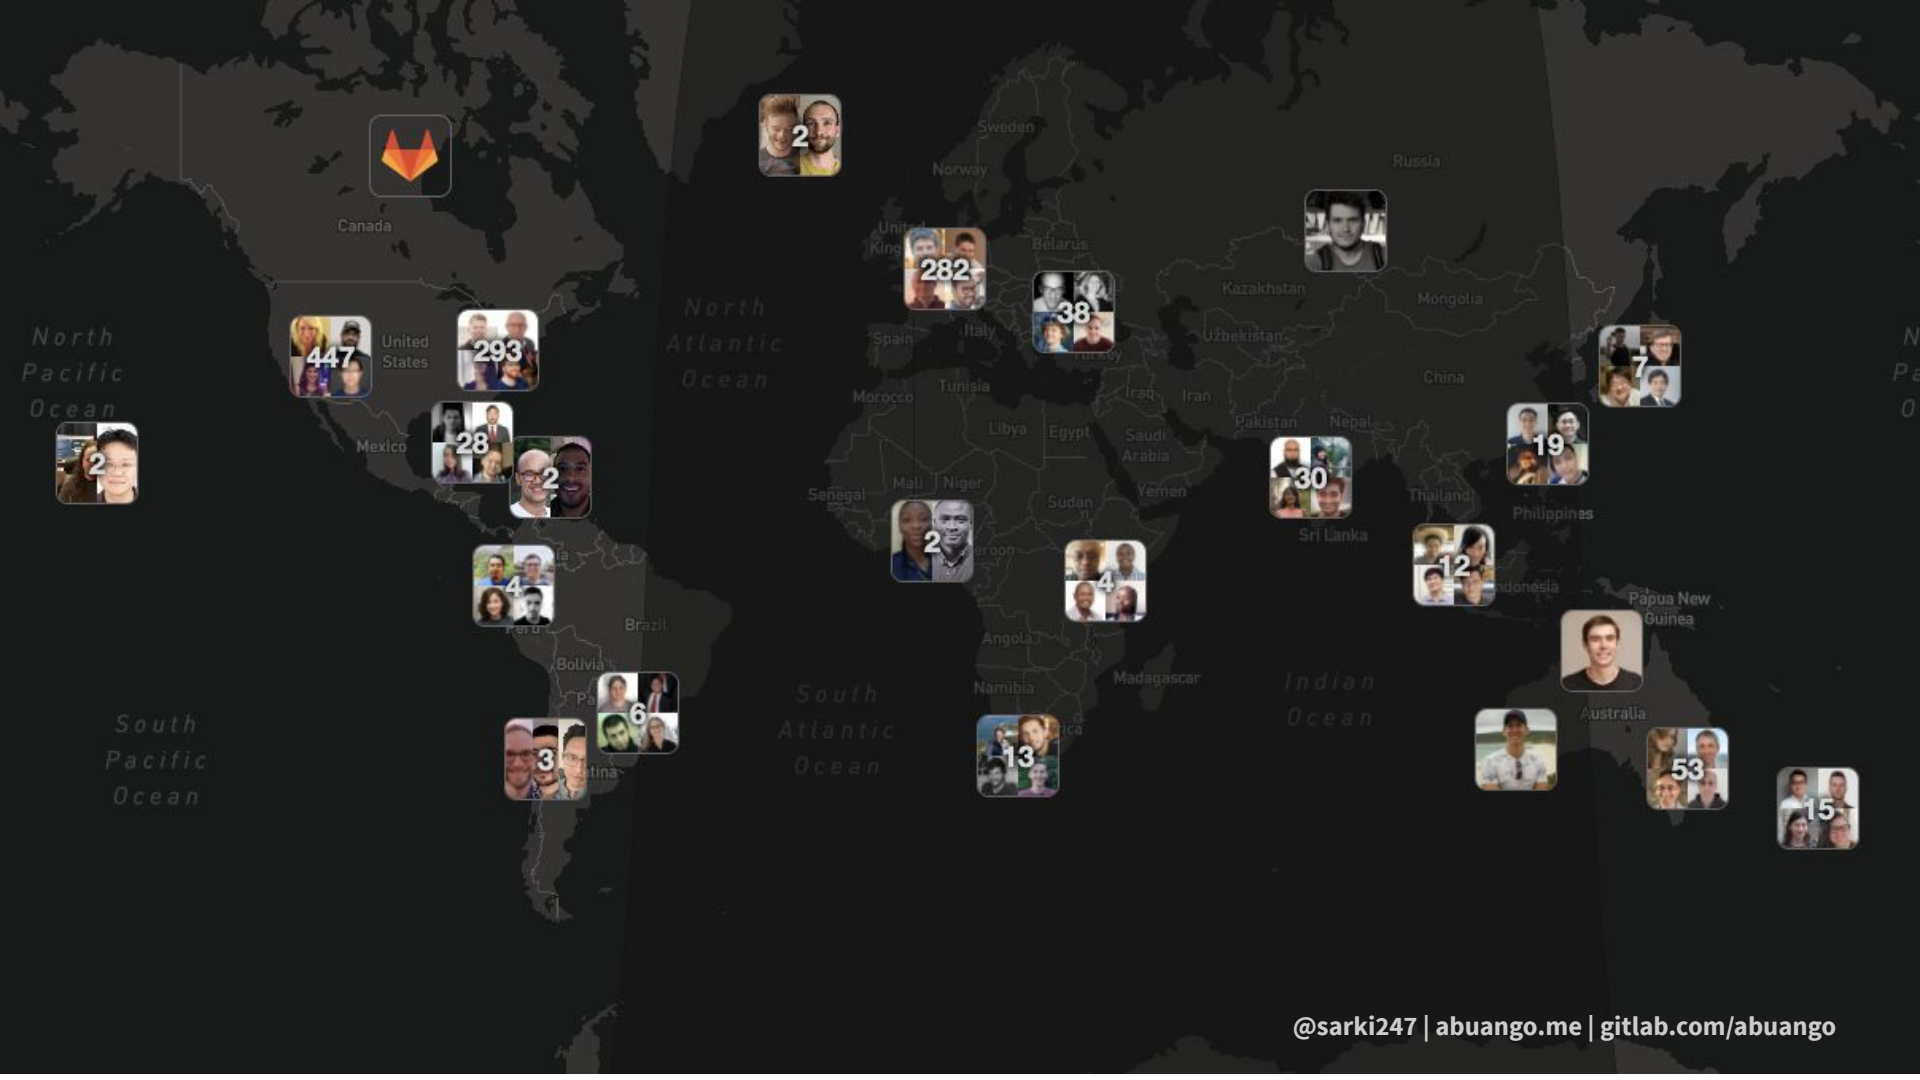 2
Sweden
Norway
Russia
Canada
United
282
Belarus
Kazakhstan
Mongolia
North
Atlantic
Ocean
38
Italy
Spain
Uzbekistan
Turkey
North
Pacific
Ocean
447
United
States
293
7
China
Tunisia
Morocco
Iraq
Iran
Pakistan
Nepal
Libya
Egypt
Saudi
Arabia
Mexico
28
2
2
19
30
Mali
Niger
Senegal
Sudan
Yemen
Thailand
Philippines
Sri Lanka
2
4
12
4
Papua New
Guinea
Peru
Brazil
Angola
Bolivia
Madagascar
Namibia
South
Atlantic
Ocean
Indian
Ocean
South
Pacific
Ocean
6
Australia
3
13
53
15
@sarki247 | abuango.me | gitlab.com/abuango